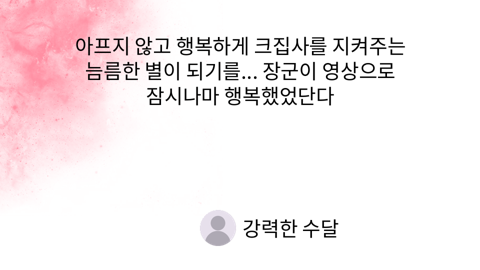 아프지 않고 행복하게 크집사를 지켜주는
늠름한 별이 되기를... 장군이 영상으로
잠시나마 행복했었단다
강력한 수달